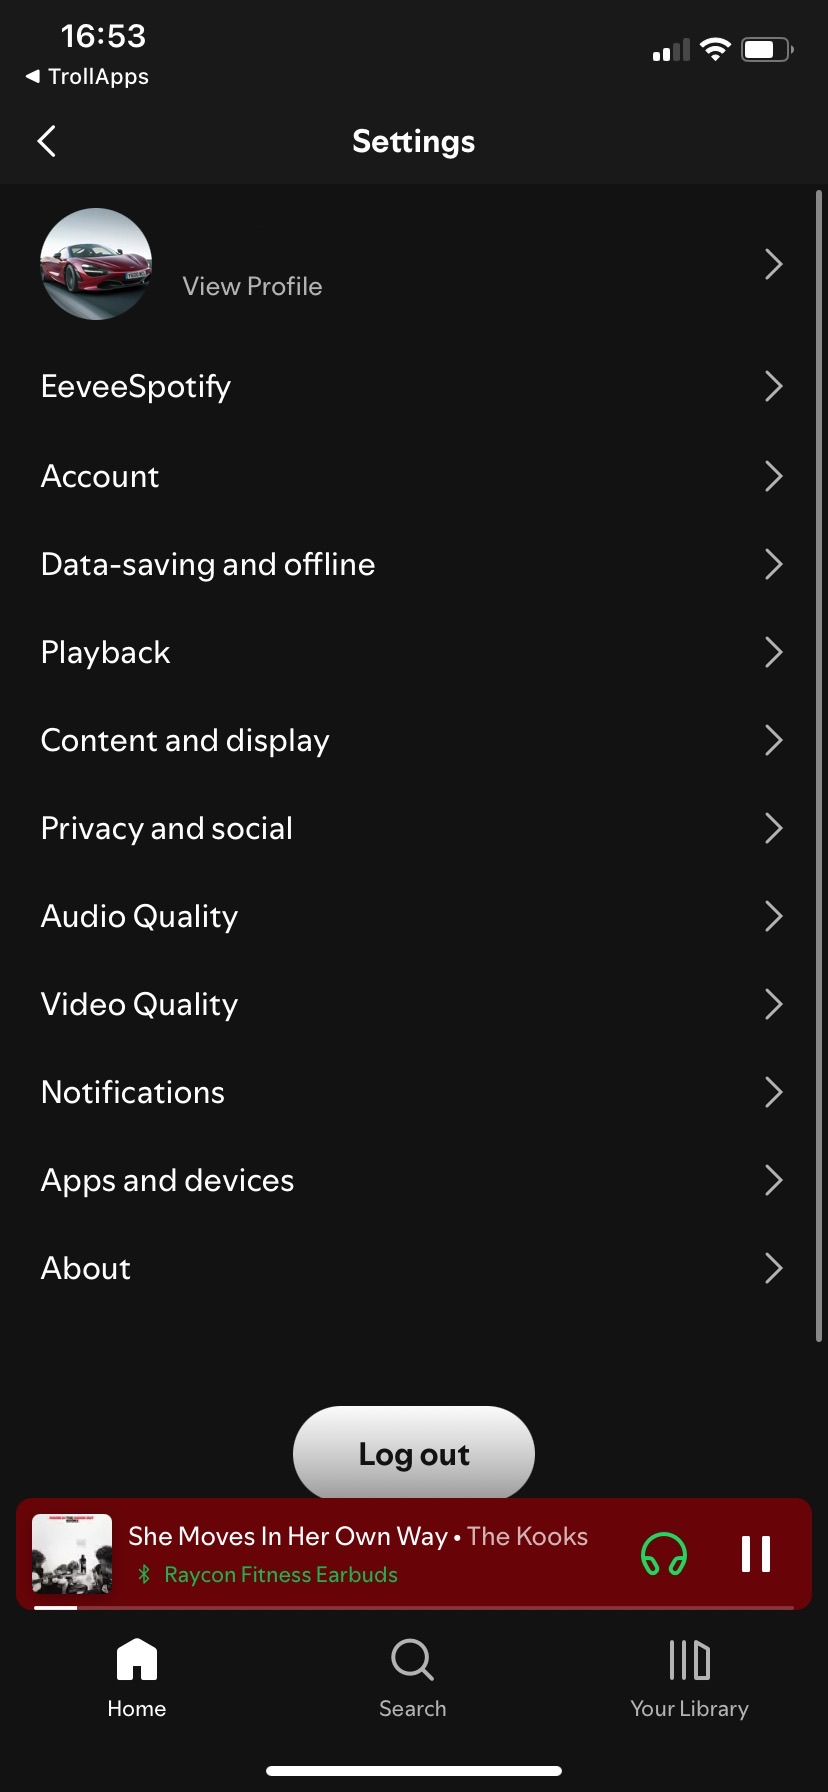 16:53
TrollApps
Settings
View Profile
EeveeSpotify
Account
Data-saving and offline
Playback
Content and display
Privacy and social
Audio Quality
Video Quality
Notifications
Apps and devices
About
Log out
She Moves In Her Own Way • The Kooks
Raycon Fitness Earbuds
Home
Search
Your Library